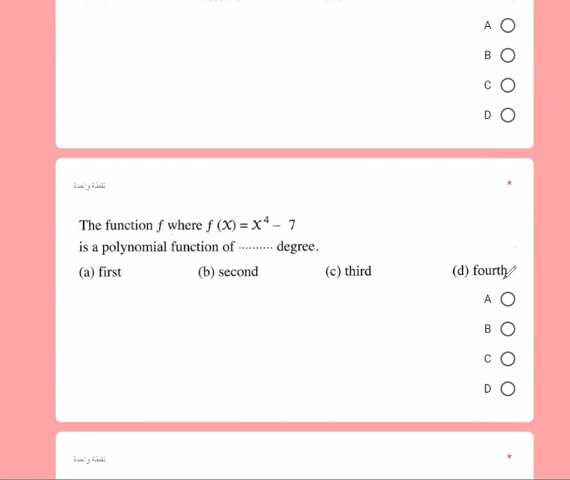 A
B
C
D
نقطة واحدة
*
The function f where f (X) = X⁴ – 7
is a polynomial function of .......... degree.
(a) first (b) second (c) third (d) fourth
A
B
C
D
نقطة واحدة
*